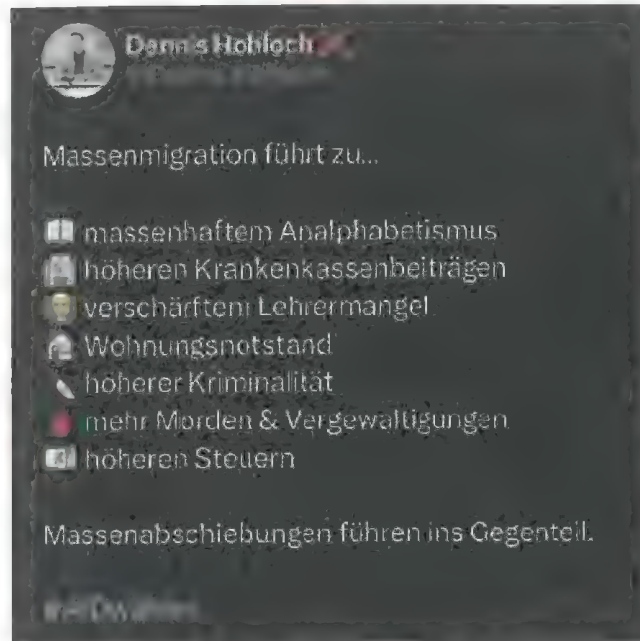 Dennis Hohloch
Massenmigration führt zu...
massenhaftem Analphabetismus
höheren Krankenkassenbeiträgen
verschärftem Lehrermangel
Wohnungsnotstand
höherer Kriminalität
mehr Morden & Vergewaltigungen
höheren Steuern
Massenabschiebungen führen ins Gegenteil.